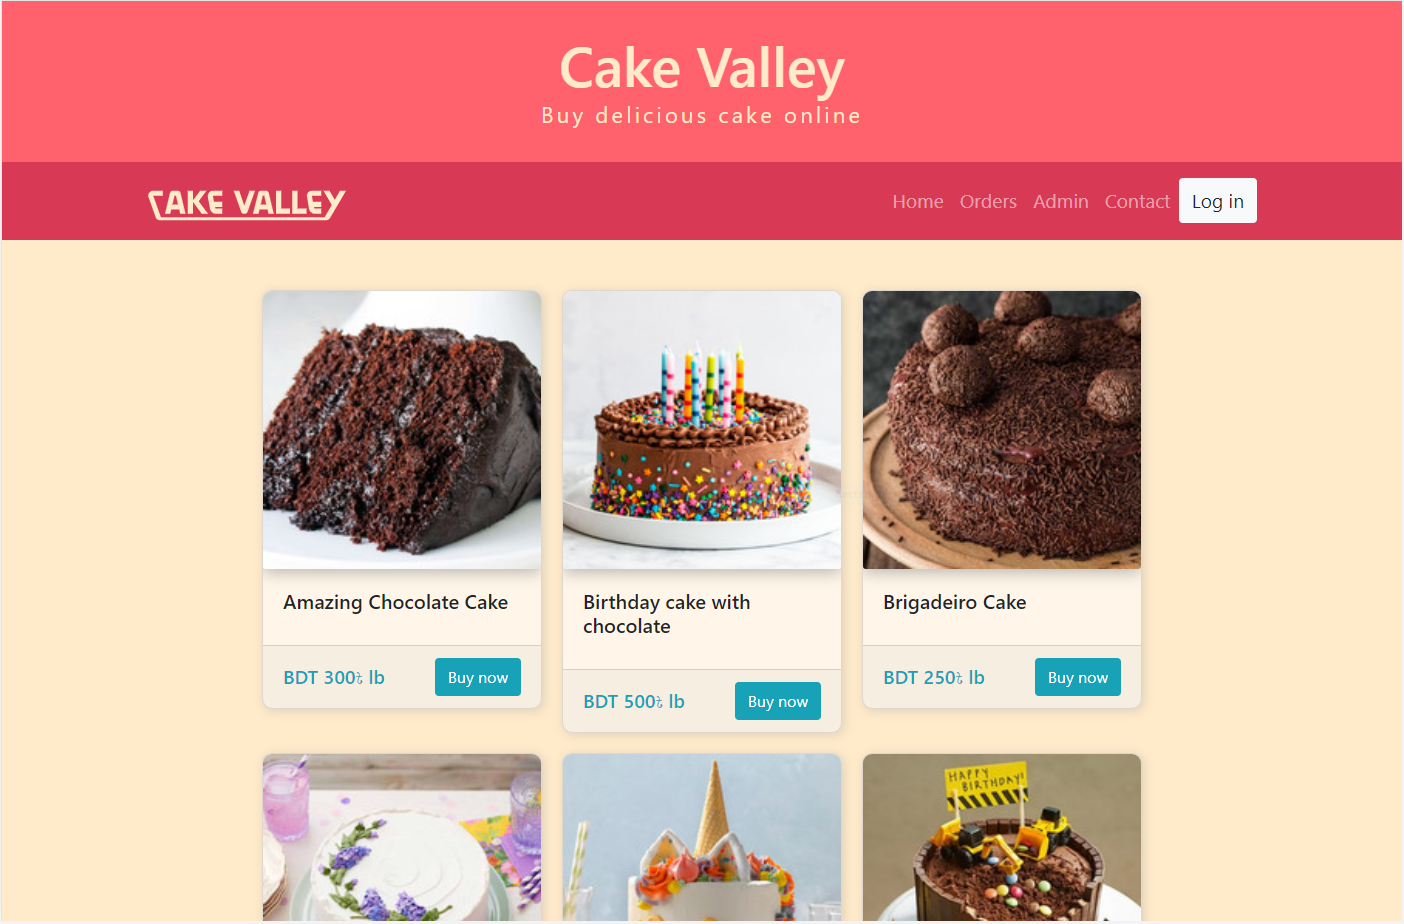 Cake Valley
Buy delicious cake online
CAKE VALLEY
Home Orders Admin Contact Log in
Amazing Chocolate Cake
Birthday cake with
chocolate
Brigadeiro Cake
BDT 300৳ lb Buy now
BDT 500৳ lb Buy now
BDT 250৳ lb Buy now
HAPPY
BIRTHDAY!